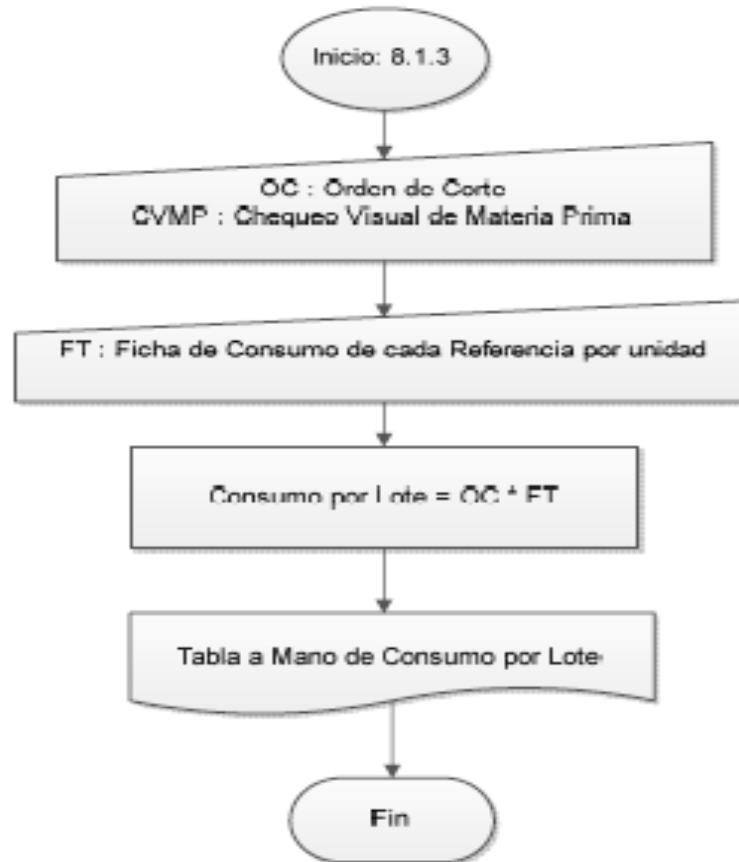 Inicio: 8.1.3
OC : Orden de Corte
CVMP : Chequeo Visual de Materia Prima
FT : Ficha de Consumo de cada Referencia por unidad
Consumo por Lote = OC * FT
Tabla a Mano de Consumo por Lote
Fin